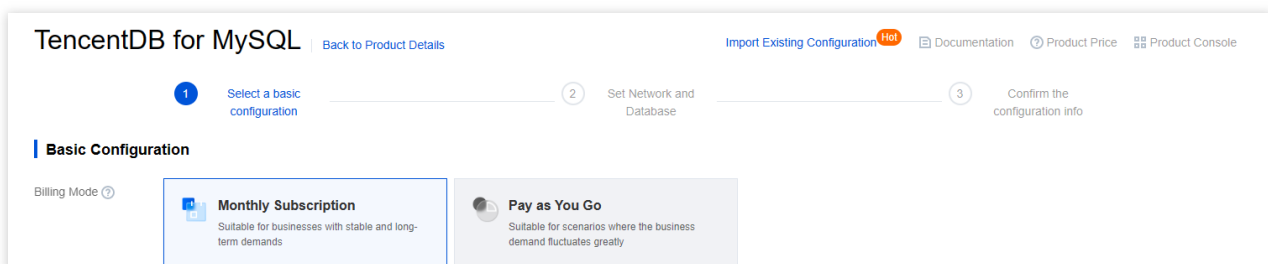 TencentDB for MySQL Back to Product Details Import Existing Configuration Hot Documentation Product Price Product Console
1 Select a basic configuration
2 Set Network and Database
3 Confirm the configuration info
Basic Configuration
Billing Mode
Monthly Subscription
Suitable for businesses with stable and long-
term demands
Pay as You Go
Suitable for scenarios where the business
demand fluctuates greatly